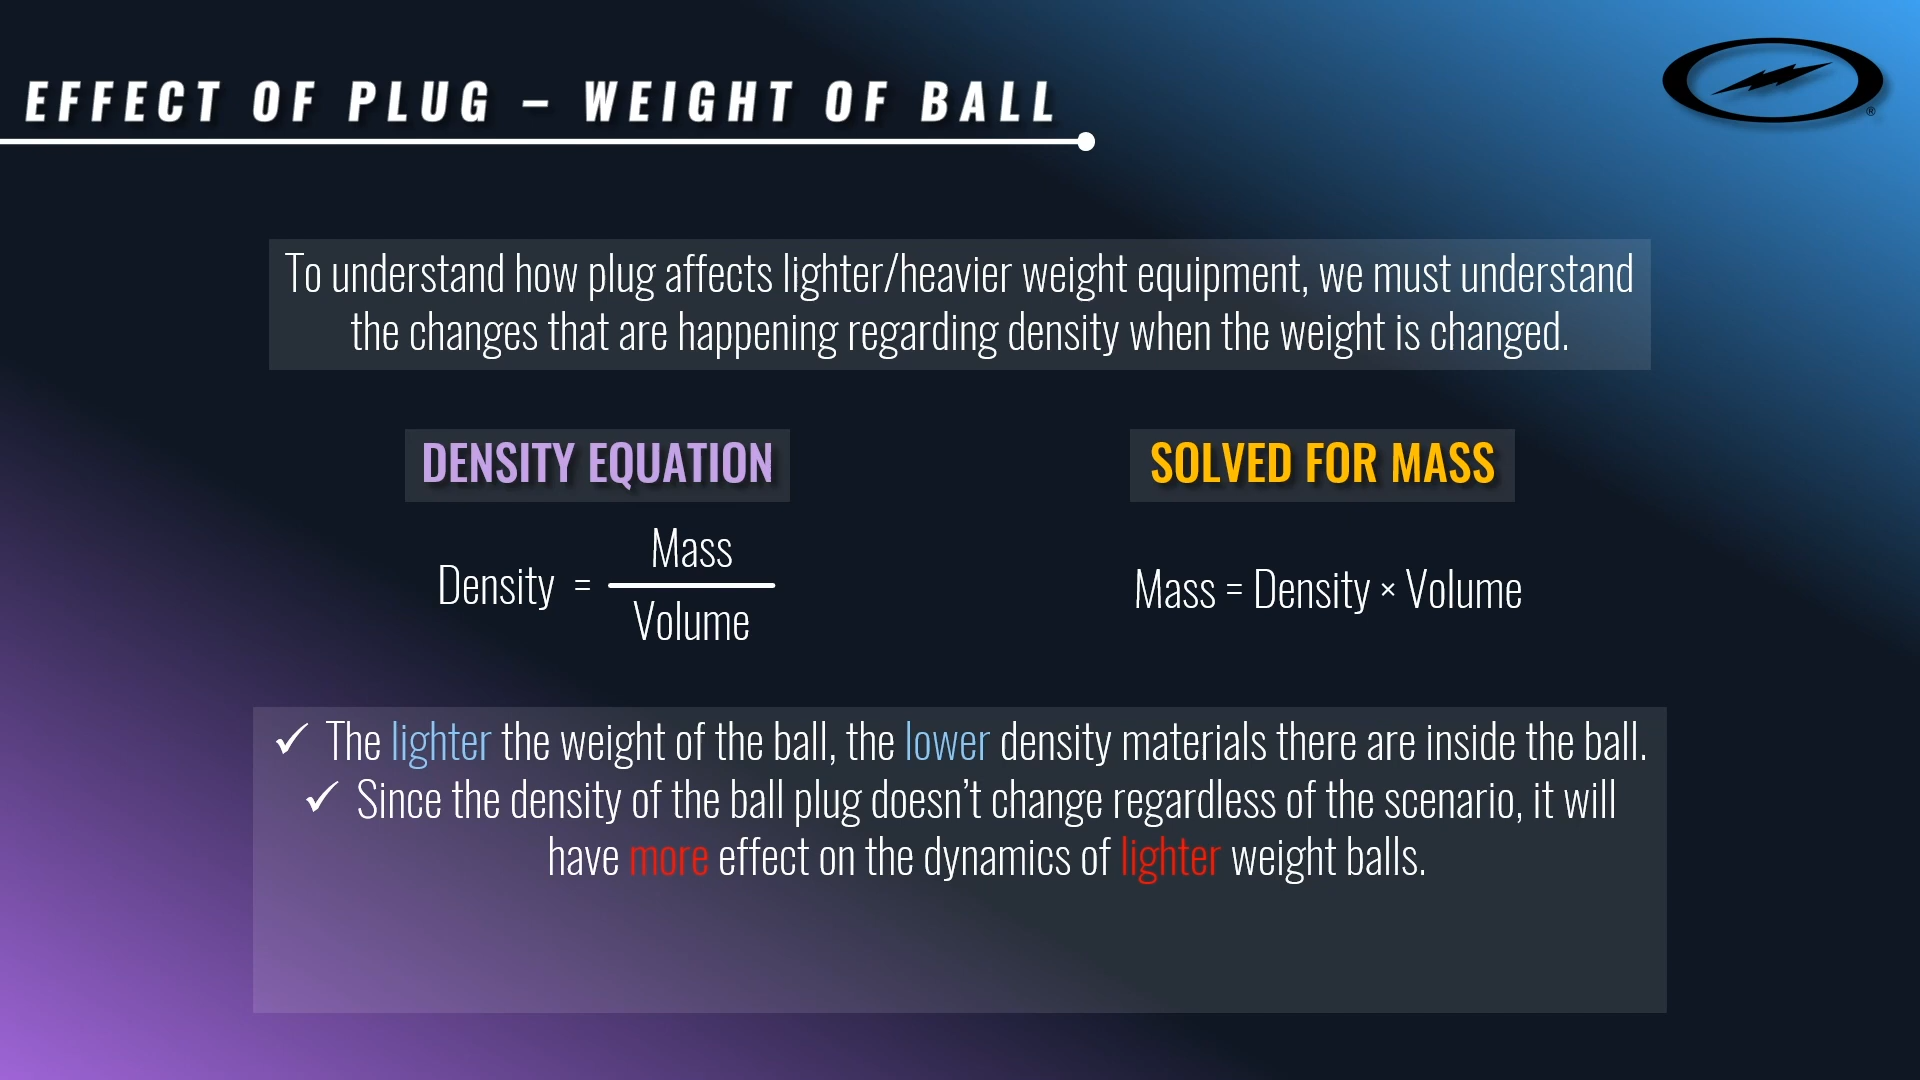 EFFECT OF PLUG – WEIGHT OF BALL
®
To understand how plug affects lighter/heavier weight equipment, we must understand
the changes that are happening regarding density when the weight is changed.
DENSITY EQUATION
Density = Mass
Volume
SOLVED FOR MASS
Mass = Density × Volume
✓ The lighter the weight of the ball, the lower density materials there are inside the ball.
✓ Since the density of the ball plug doesn’t change regardless of the scenario, it will
have more effect on the dynamics of lighter weight balls.